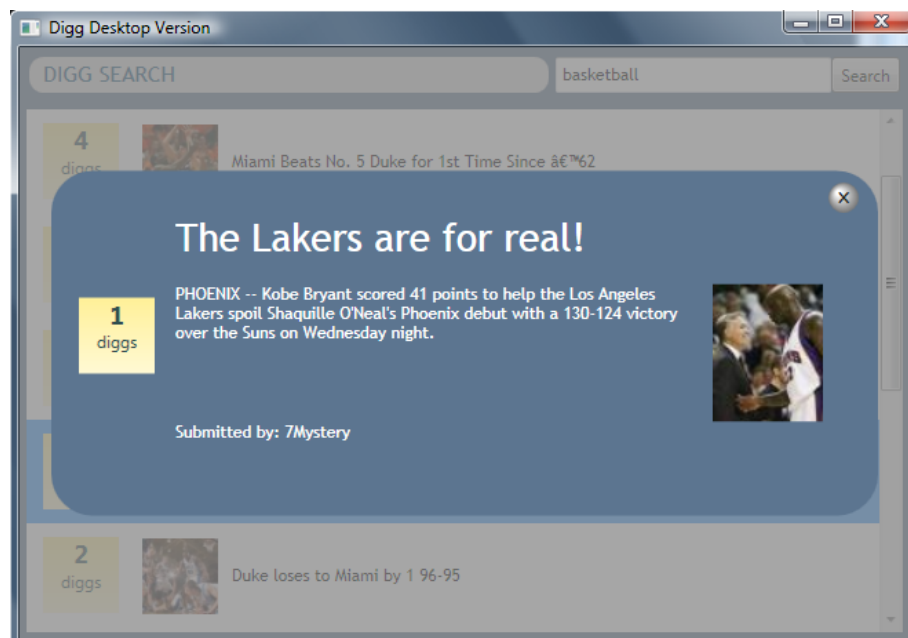 Digg Desktop Version
DIGG SEARCH
basketball
Search
4
diggs
Miami Beats No. 5 Duke for 1st Time Since â€™62
The Lakers are for real!
PHOENIX -- Kobe Bryant scored 41 points to help the Los Angeles
Lakers spoil Shaquille O'Neal's Phoenix debut with a 130-124 victory
over the Suns on Wednesday night.
1
diggs
Submitted by: 7Mystery
2
diggs
Duke loses to Miami by 1 96-95